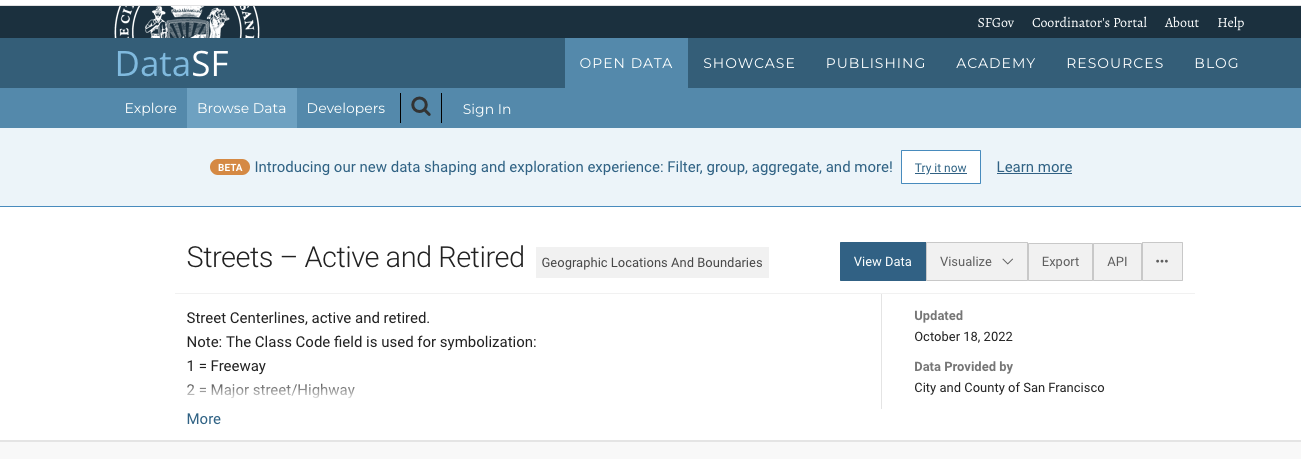 SFGov Coordinator's Portal About Help
DataSF
OPEN DATA SHOWCASE PUBLISHING ACADEMY RESOURCES BLOG
Explore Browse Data Developers Sign In
BETA Introducing our new data shaping and exploration experience: Filter, group, aggregate, and more! Try it now Learn more
Streets – Active and Retired Geographic Locations And Boundaries
View Data Visualize Export API ...
Street Centerlines, active and retired.
Note: The Class Code field is used for symbolization:
1 = Freeway
2 = Major street/Highway
More
Updated
October 18, 2022
Data Provided by
City and County of San Francisco